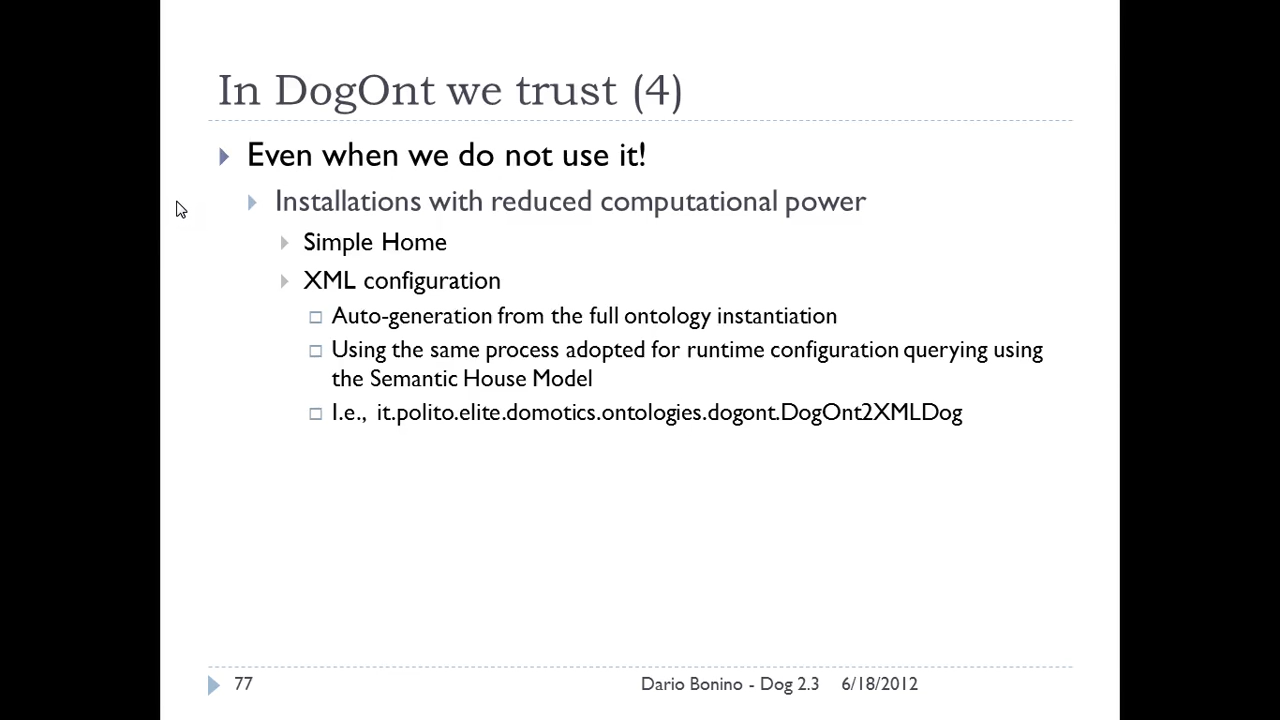 In DogOnt we trust (4)
Even when we do not use it!
Installations with reduced computational power
Simple Home
XML configuration
Auto-generation from the full ontology instantiation
Using the same process adopted for runtime configuration querying using
the Semantic House Model
I.e., it.polito.elite.domotics.ontologies.dogont.DogOnt2XMLDog
77 Dario Bonino - Dog 2.3 6/18/2012